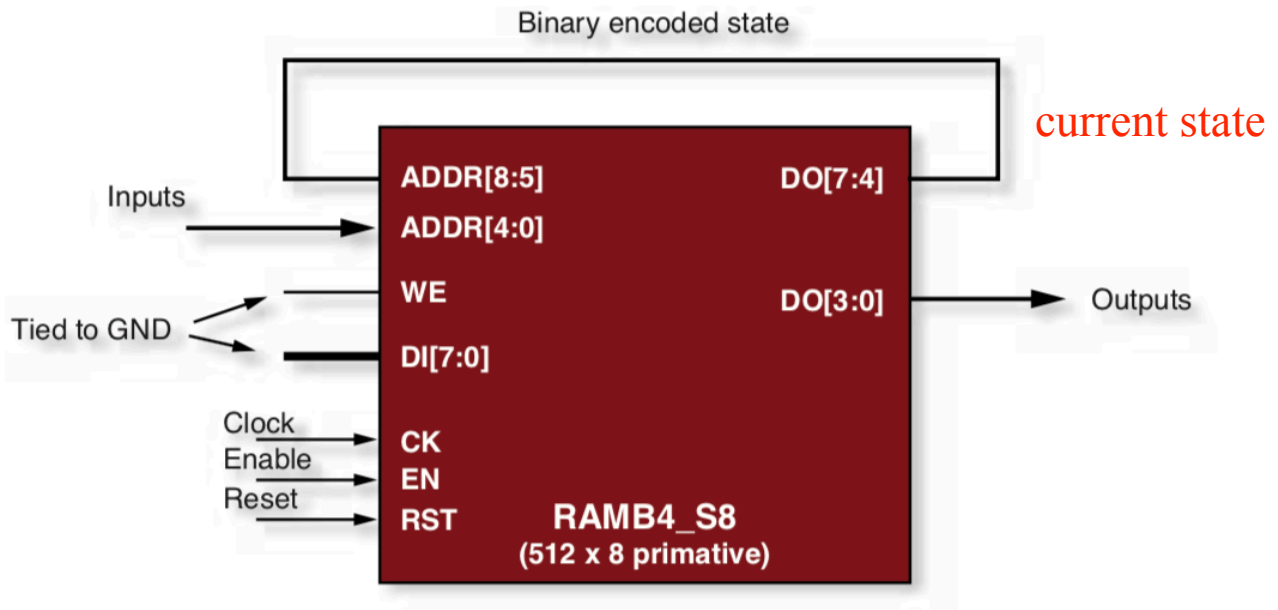 Binary encoded state
current state
ADDR[8:5]
DO[7:4]
Inputs
ADDR[4:0]
WE
DO[3:0]
Outputs
Tied to GND
DI[7:0]
Clock
CK
Enable
EN
Reset
RST
RAMB4_S8
(512 x 8 primative)